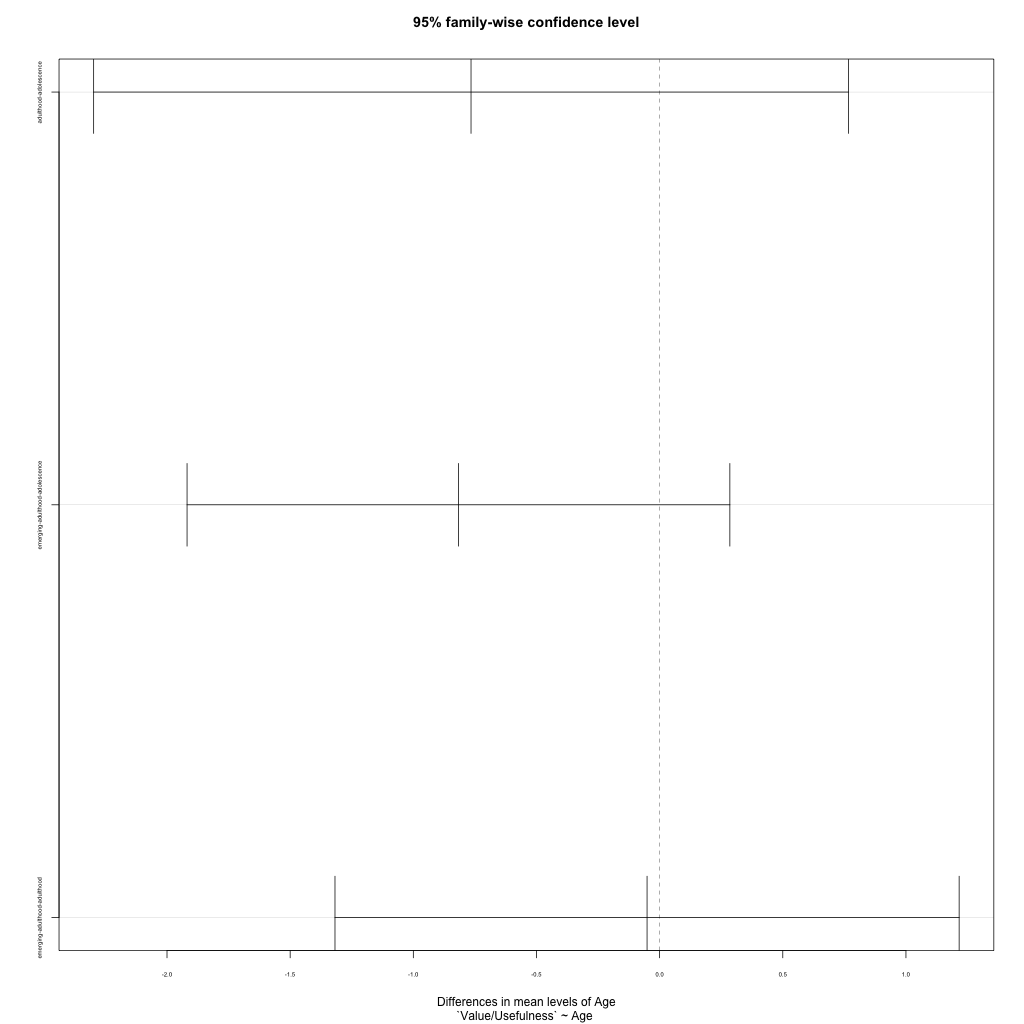 95% family-wise confidence level
adulthood-adolescence
emerging-adulthood-adolescence
emerging-adulthood-adulthood
-2.0 -1.5 -1.0 -0.5 0.0 0.5 1.0
Differences in mean levels of Age
`Value/Usefulness` ~ Age